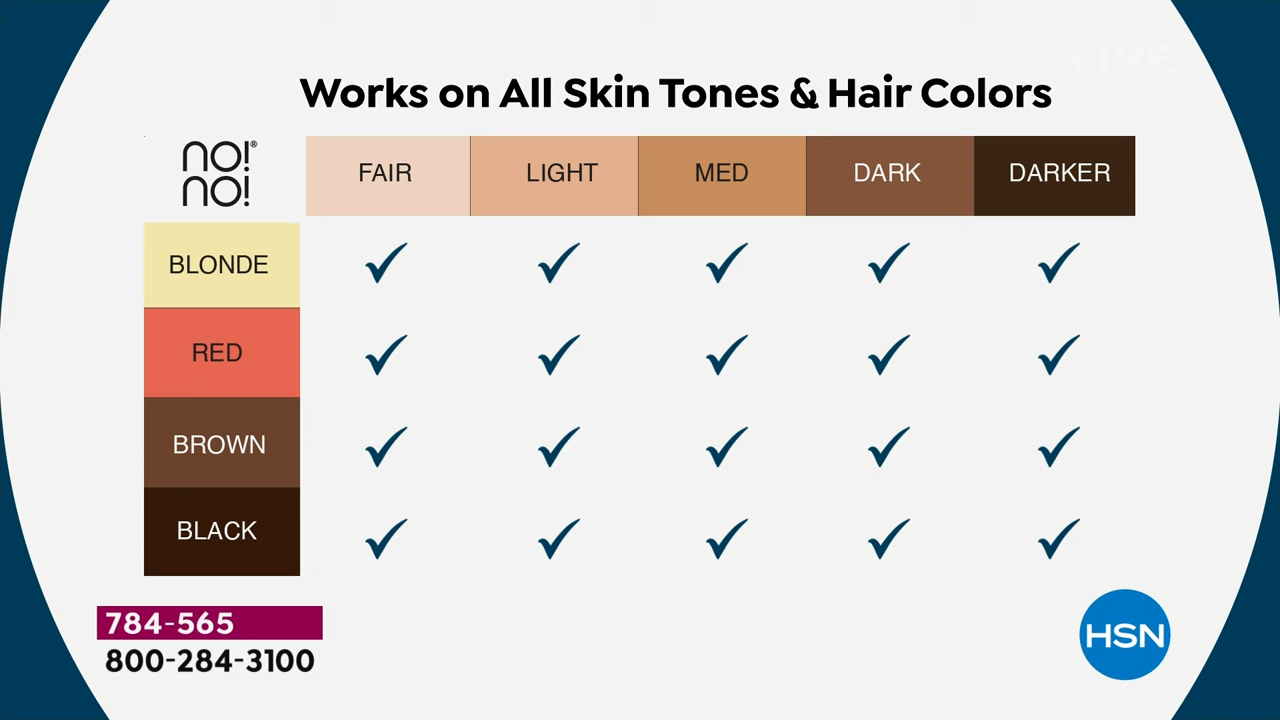 LIVE
Works on All Skin Tones & Hair Colors
no!®
no!
FAIR LIGHT MED DARK DARKER
BLONDE
RED
BROWN
BLACK
784-565
800-284-3100
HSN